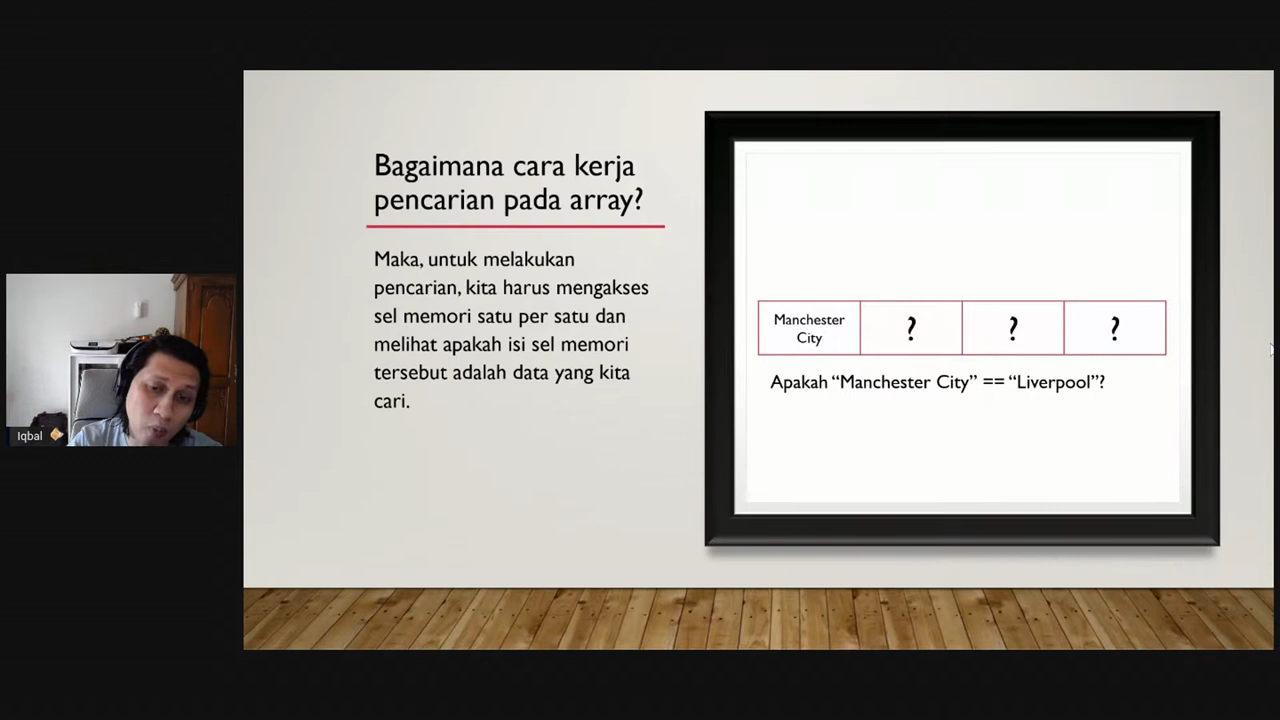 Bagaimana cara kerja
pencarian pada array?
Maka, untuk melakukan
pencarian, kita harus mengakses
sel memori satu per satu dan
melihat apakah isi sel memori
tersebut adalah data yang kita
cari.
Manchester
City
?
?
?
Apakah “Manchester City” == “Liverpool”?
Iqbal